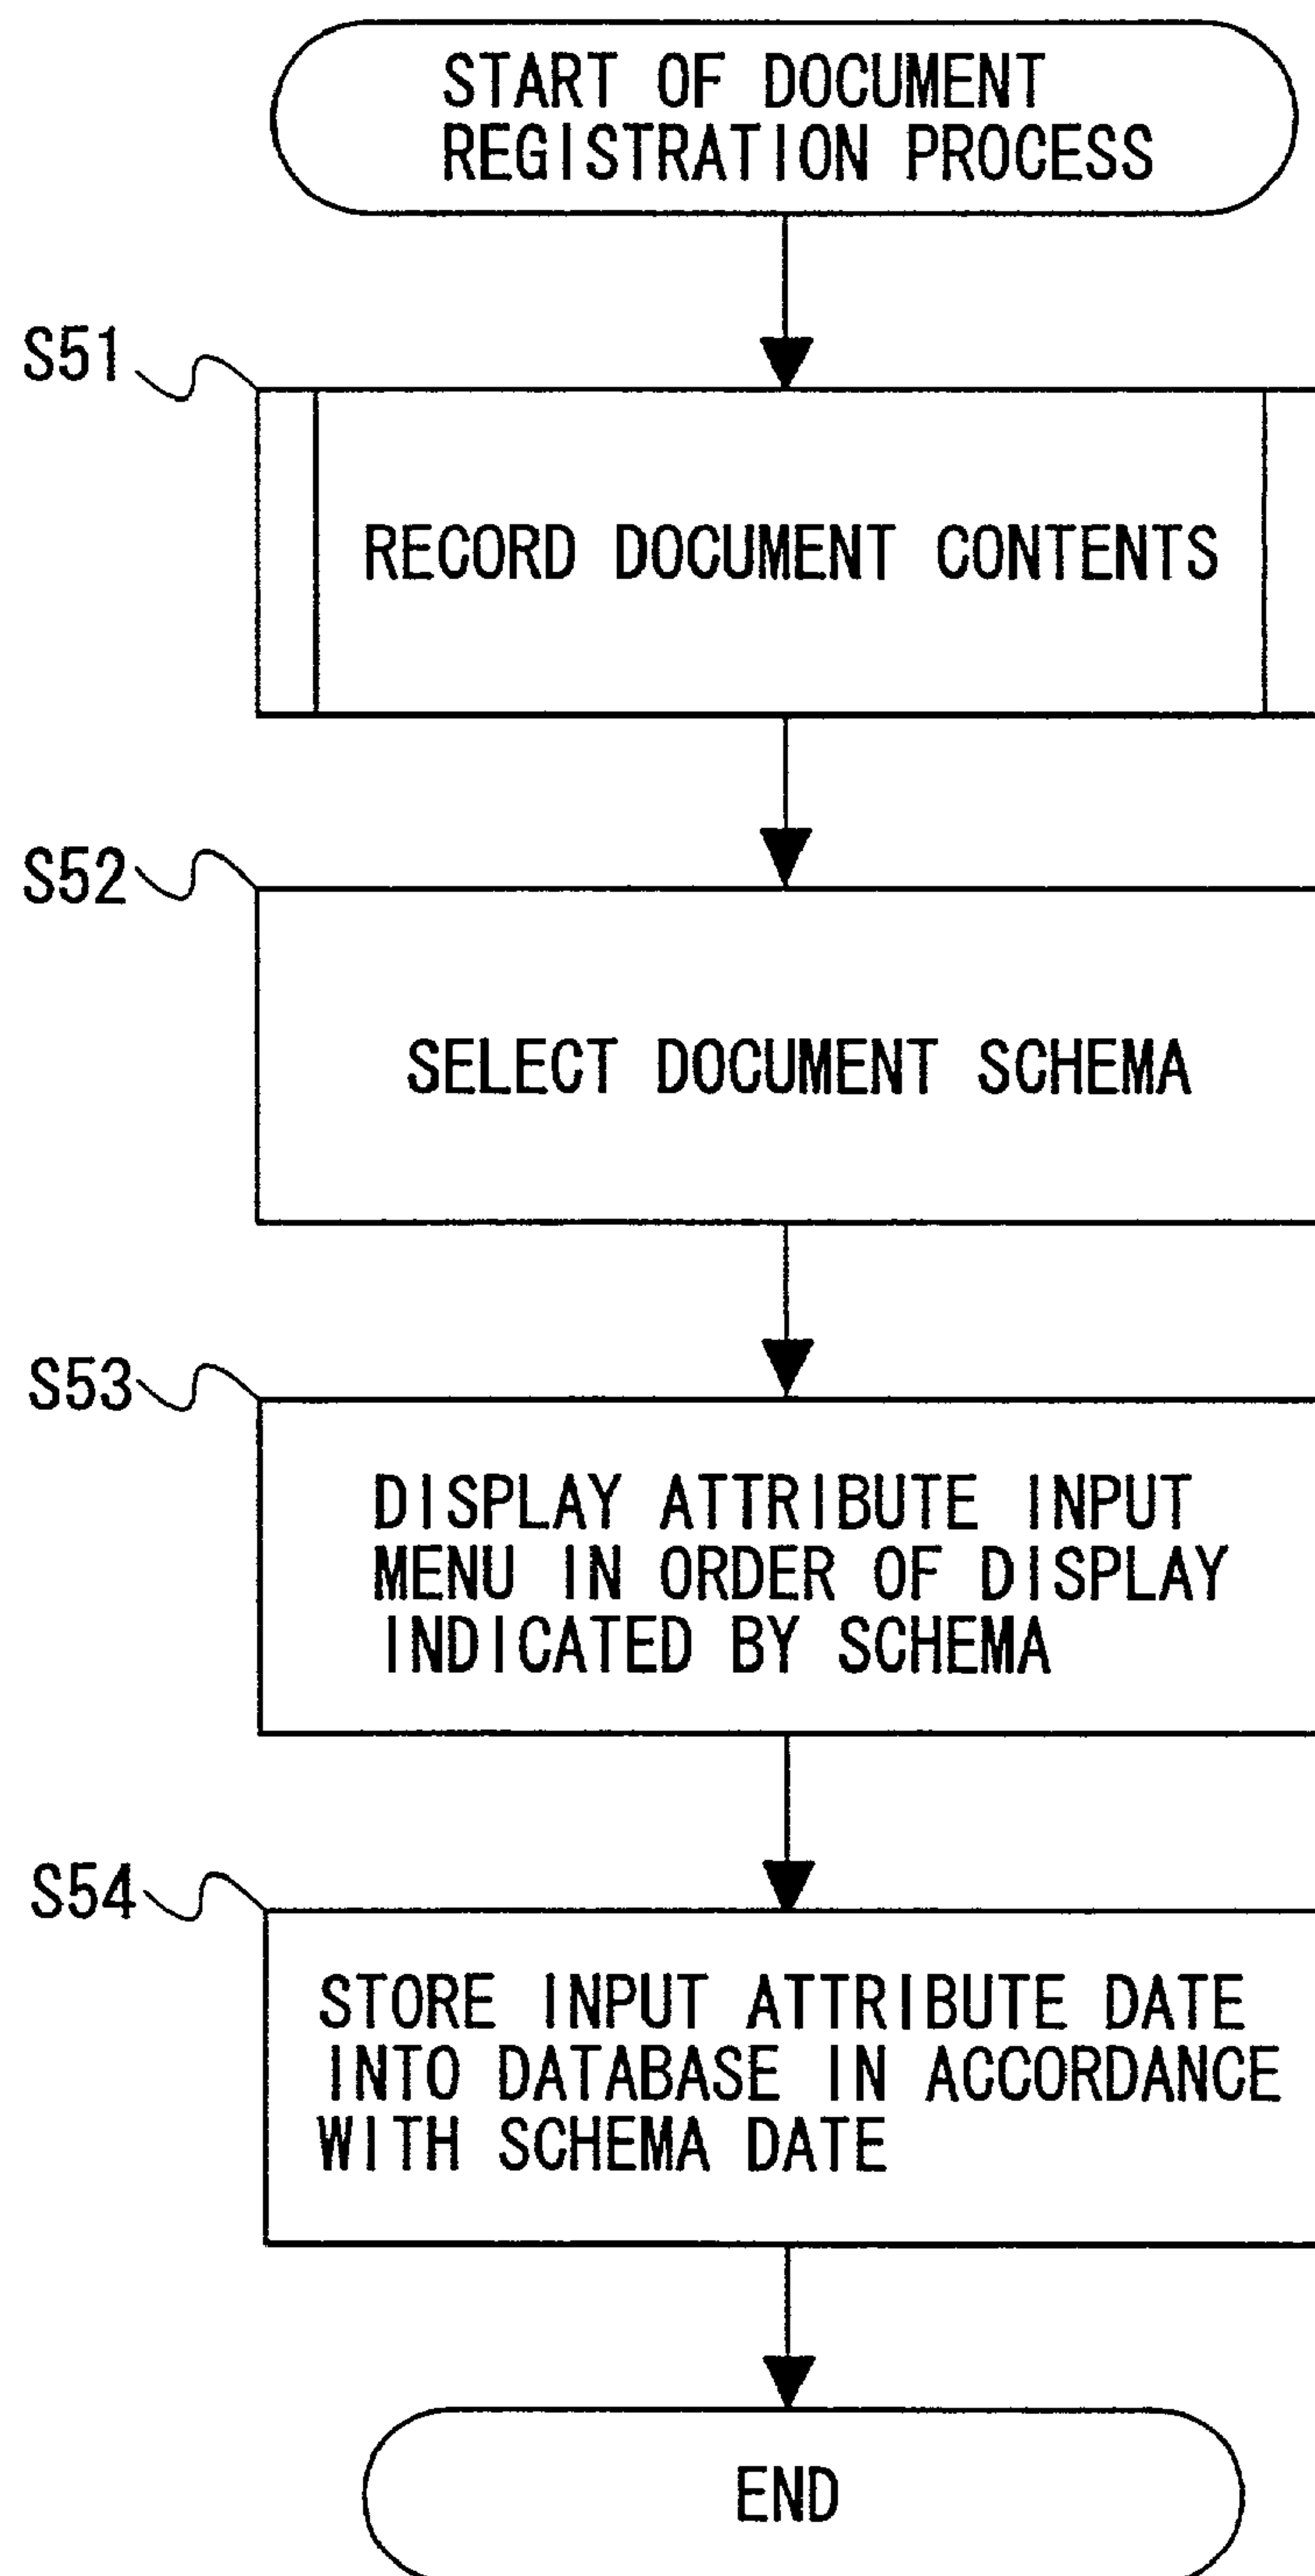 START OF DOCUMENT
REGISTRATION PROCESS
S51
RECORD DOCUMENT CONTENTS
S52
SELECT DOCUMENT SCHEMA
S53
DISPLAY ATTRIBUTE INPUT
MENU IN ORDER OF DISPLAY
INDICATED BY SCHEMA
S54
STORE INPUT ATTRIBUTE DATE
INTO DATABASE IN ACCORDANCE
WITH SCHEMA DATE
END